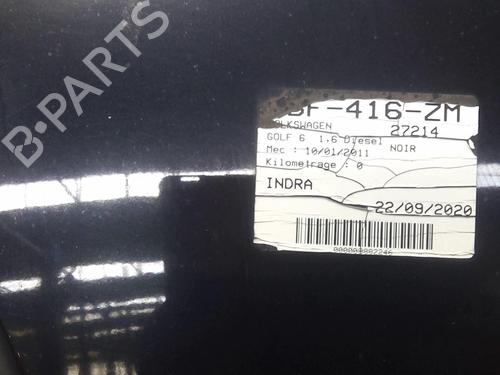 B-PARTS
BF-416-ZM
VOLKSWAGEN 27214
GOLF 6 1.6 Diesel NOIR
Mec : 10/01/2011
Kilometrage : 0
INDRA 22/09/2020